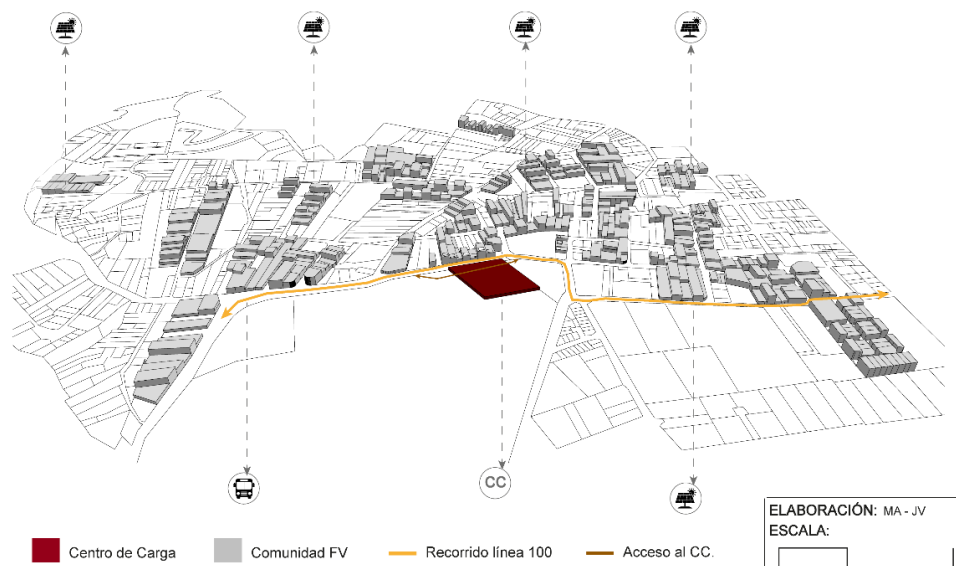 CC
Centro de Carga
Comunidad FV
Recorrido línea 100
Acceso al CC.
ELABORACIÓN: MA - JV
ESCALA: